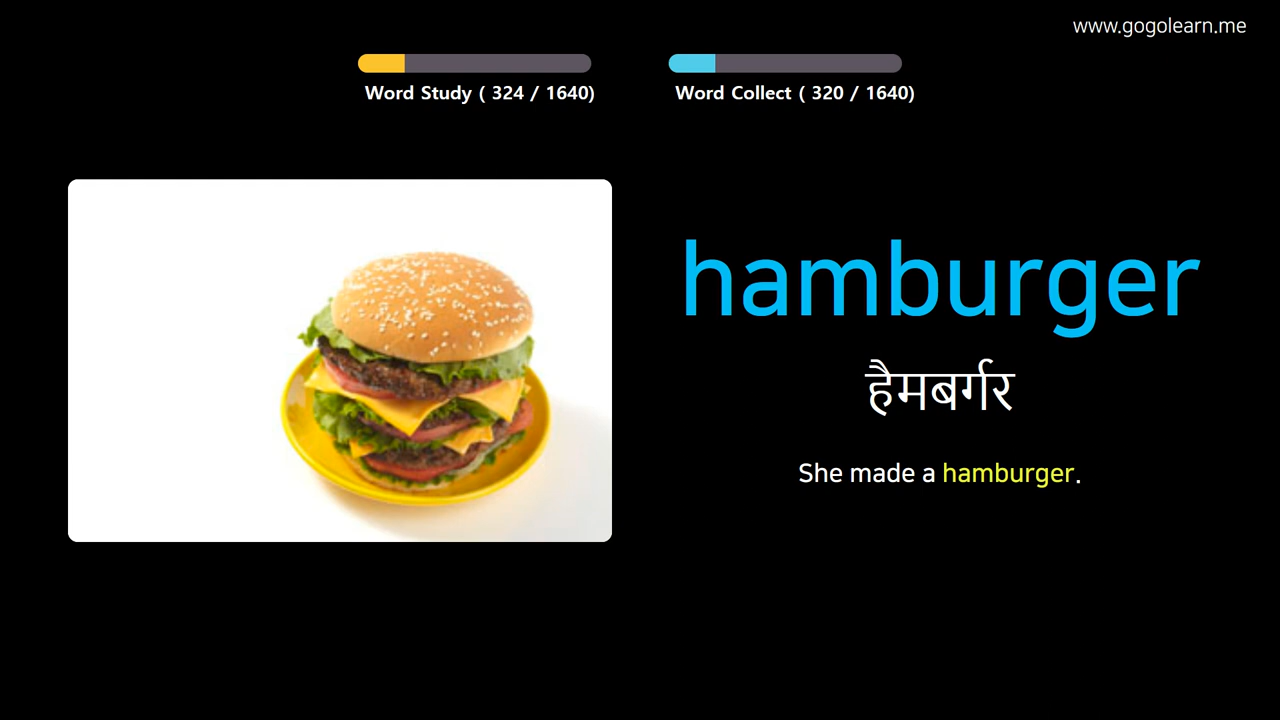 www.gogolearn.me
Word Study ( 324 / 1640)
Word Collect ( 320 / 1640)
hamburger
हैमबर्गर
She made a hamburger.